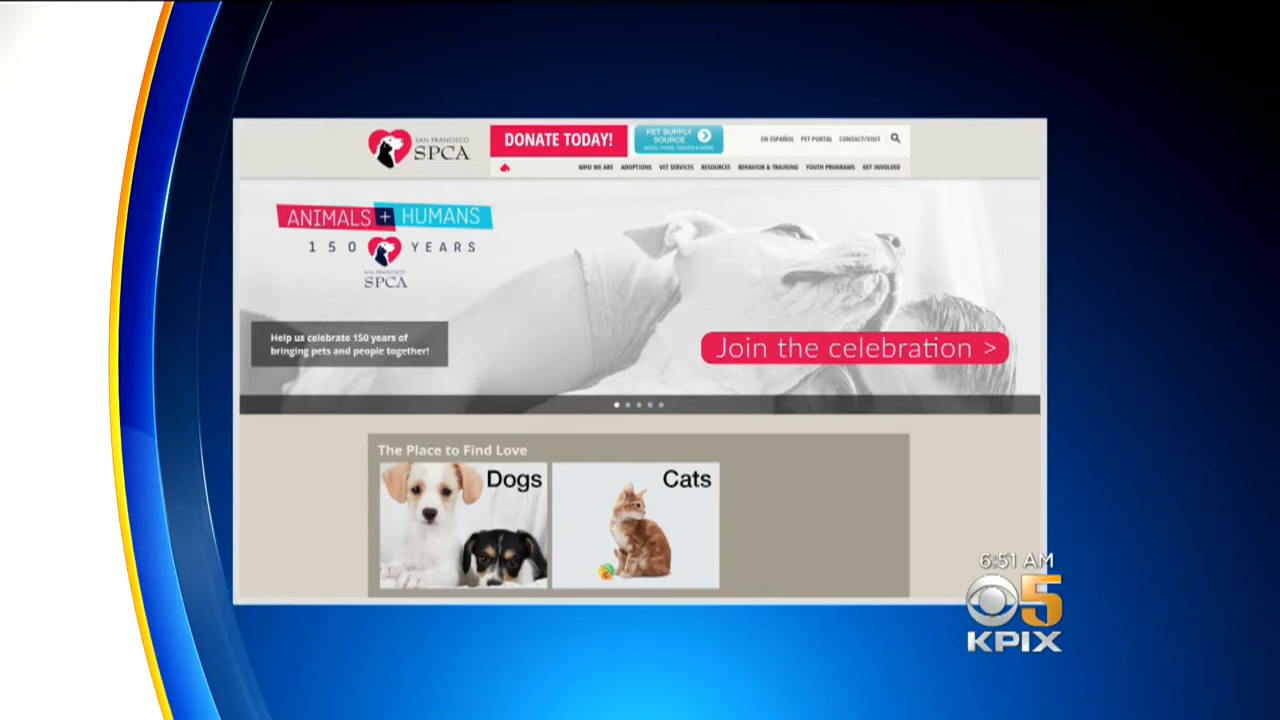 SAN FRANCISCO
SPCA
DONATE TODAY!
PET SUPPLY
SOURCE
EN ESPAÑOL PET PORTAL CONTACT/VISIT
WHO WE ARE ADOPTIONS VET SERVICES RESOURCES BEHAVIOR & TRAINING YOUTH PROGRAMS GET INVOLVED
ANIMALS + HUMANS
150 YEARS
SAN FRANCISCO
SPCA
Help us celebrate 150 years of
bringing pets and people together!
Join the celebration >
The Place to Find Love
Dogs
Cats
6:51 AM
5
KPIX